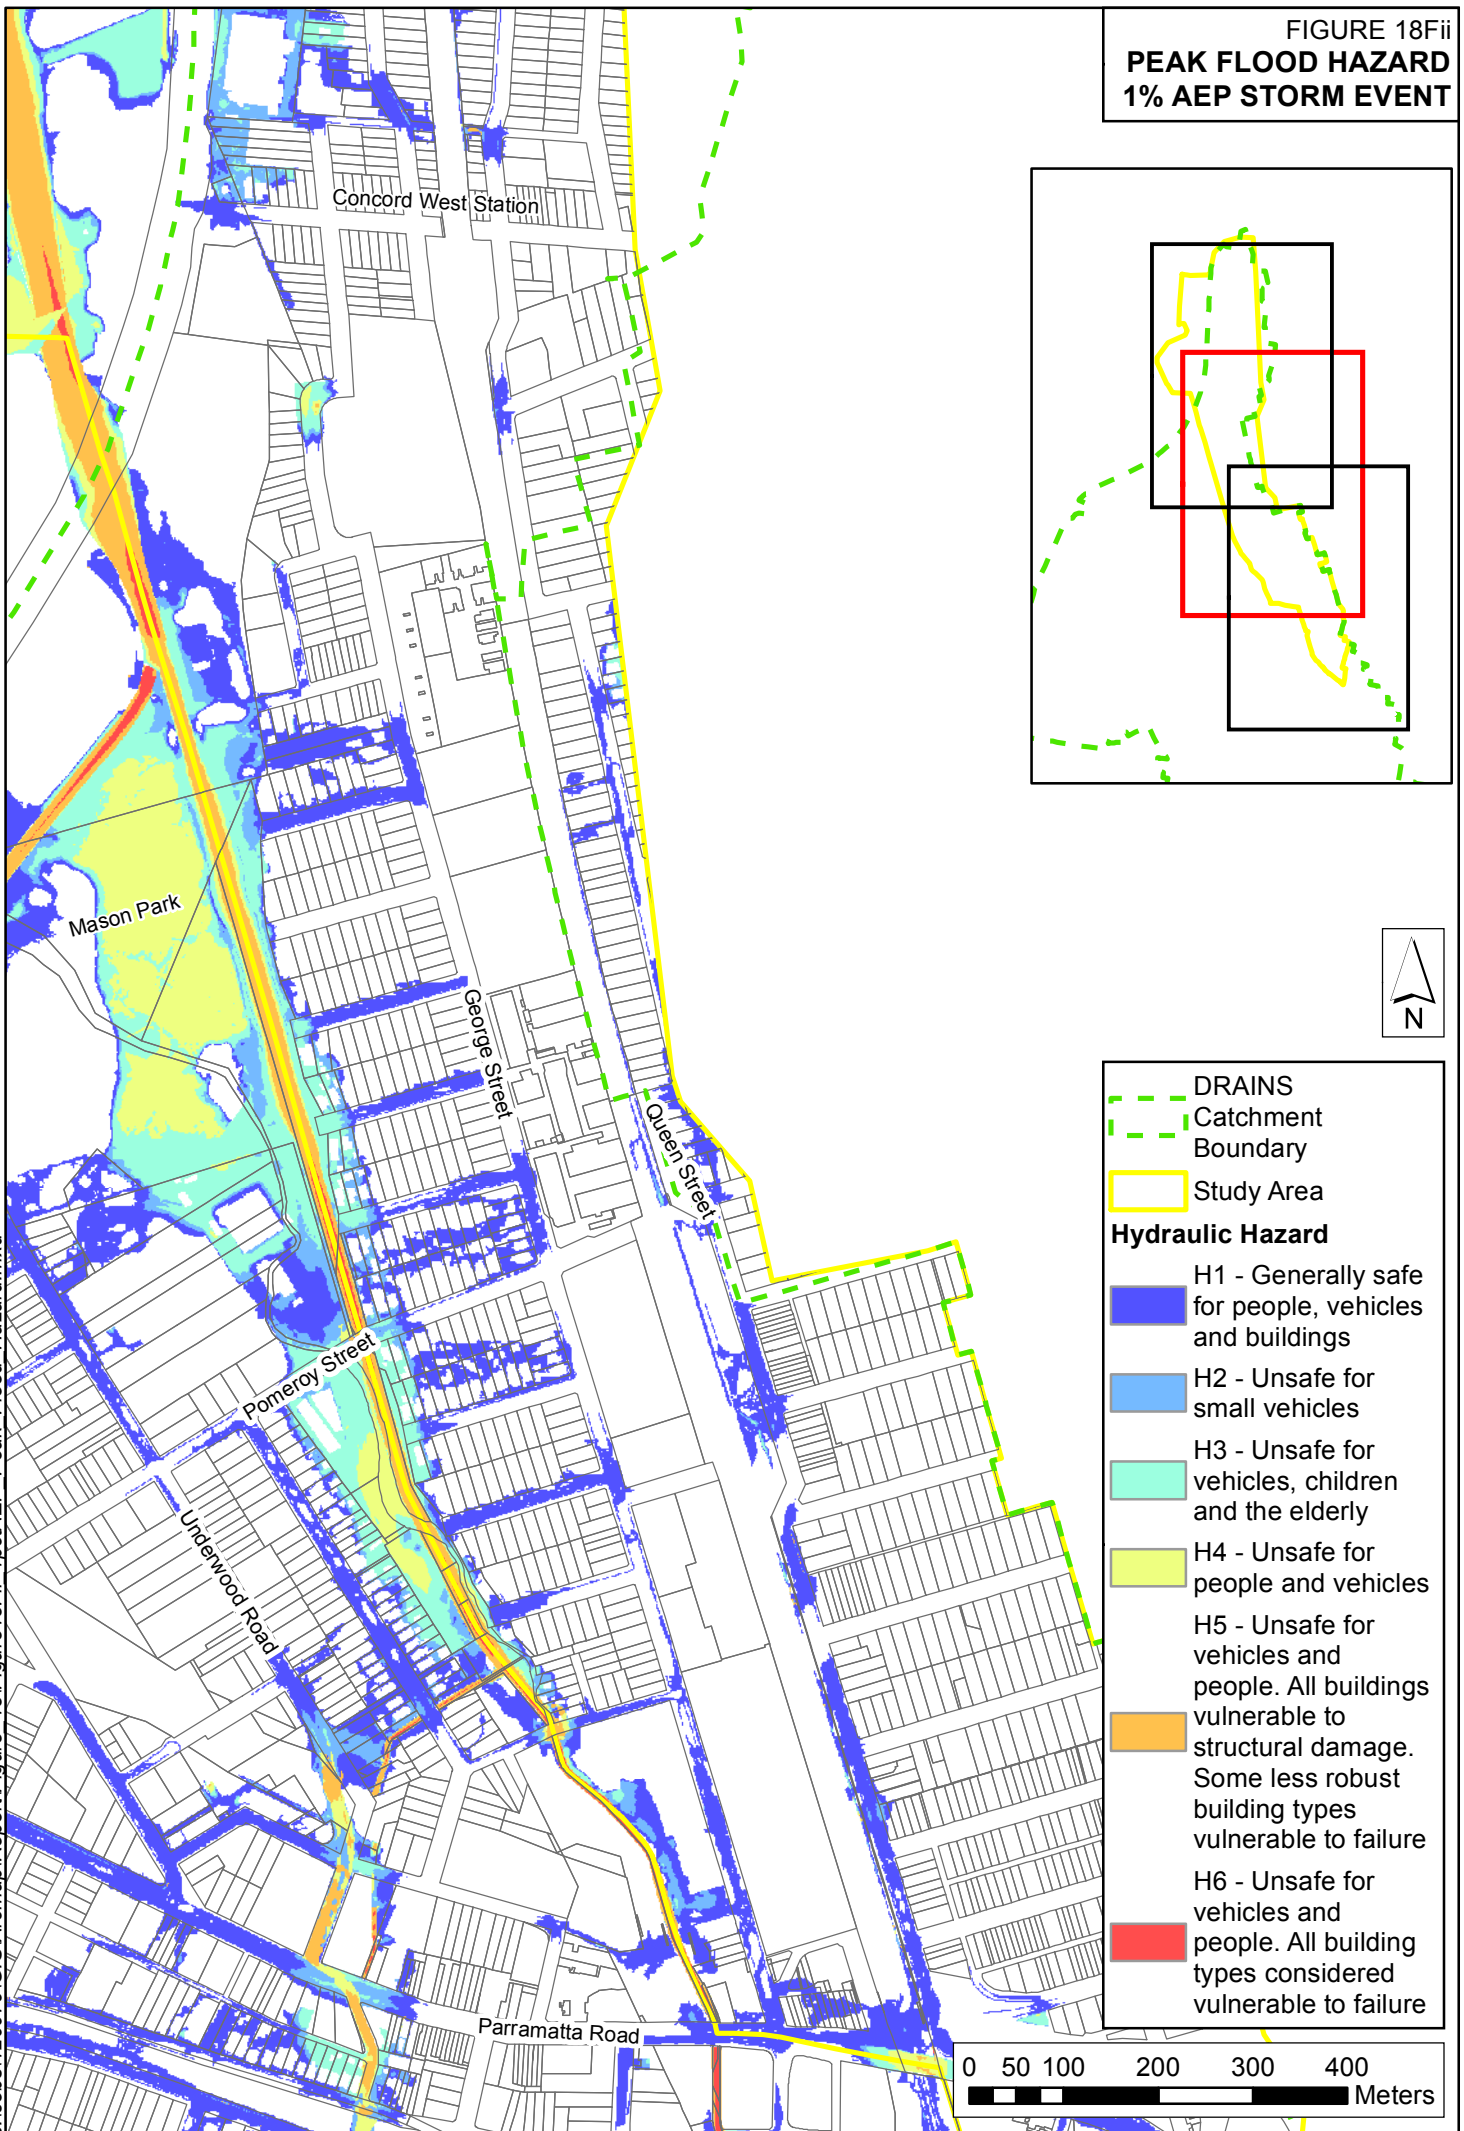 FIGURE 18Fii
PEAK FLOOD HAZARD
1% AEP STORM EVENT
Concord West Station
Mason Park
George Street
Queen Street
Pomeroy Street
Underwood Road
Parramatta Road
N
DRAINS
Catchment
Boundary
Study Area
Hydraulic Hazard
H1 - Generally safe
for people, vehicles
and buildings
H2 - Unsafe for
small vehicles
H3 - Unsafe for
vehicles, children
and the elderly
H4 - Unsafe for
people and vehicles
H5 - Unsafe for
vehicles and
people. All buildings
vulnerable to
structural damage.
Some less robust
building types
vulnerable to failure
H6 - Unsafe for
vehicles and
people. All building
types considered
vulnerable to failure
0 50 100 200 300 400
Meters